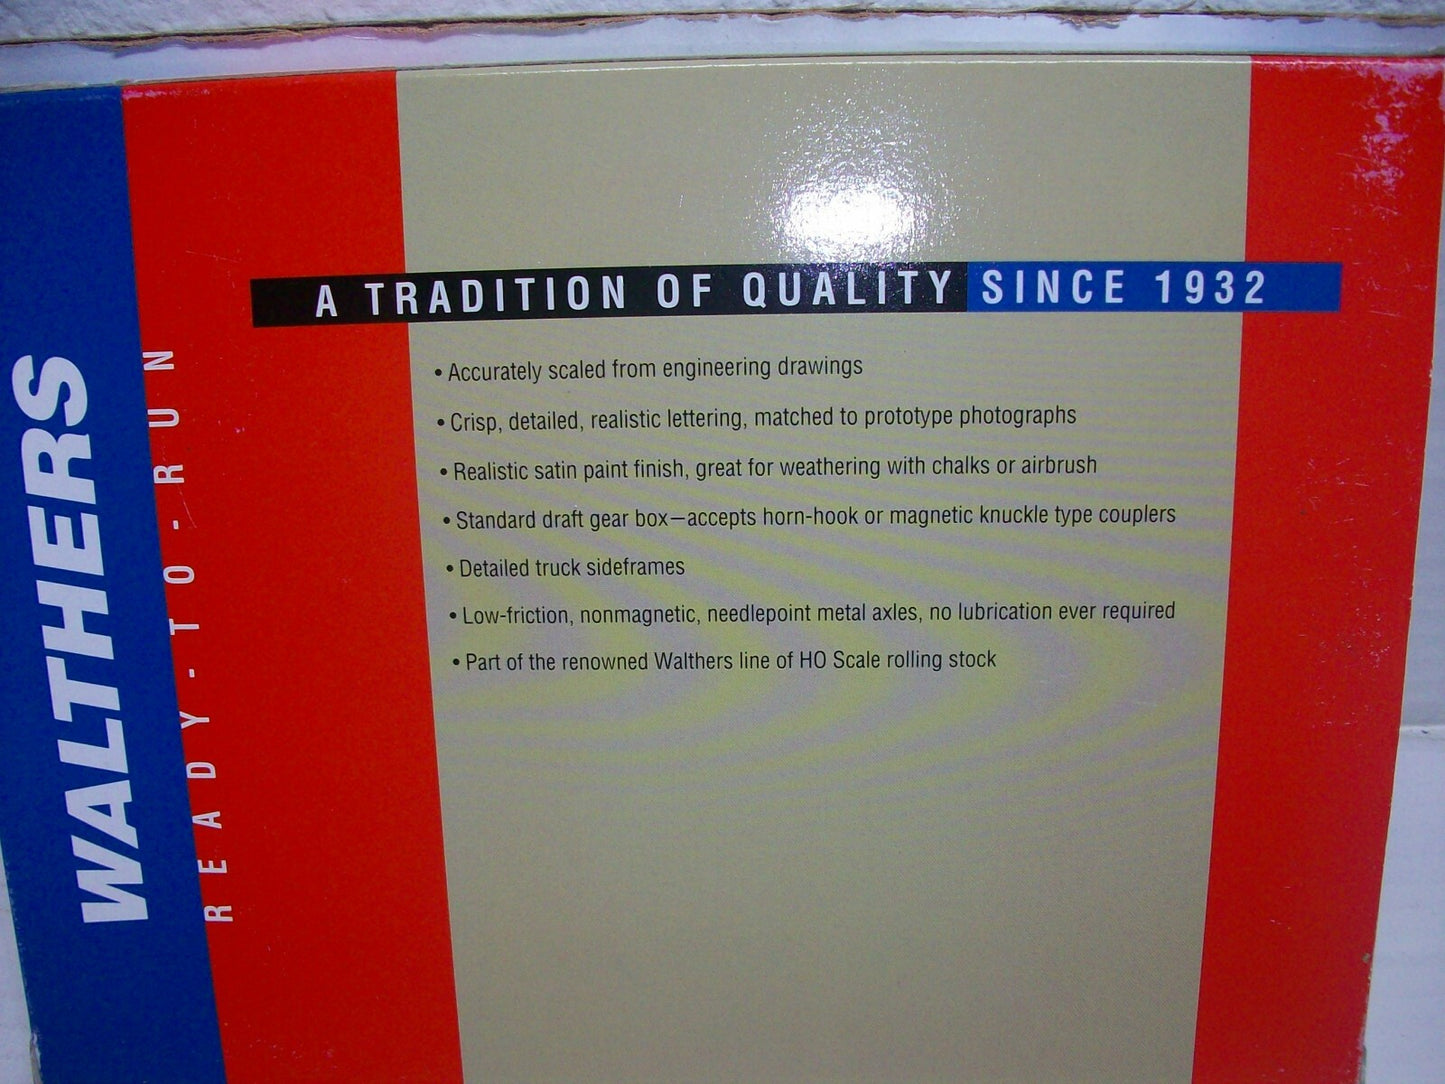 WALTHERS
READY-TO-RUN
A TRADITION OF QUALITY SINCE 1932
• Accurately scaled from engineering drawings
• Crisp, detailed, realistic lettering, matched to prototype photographs
• Realistic satin paint finish, great for weathering with chalks or airbrush
• Standard draft gear box—accepts horn-hook or magnetic knuckle type couplers
• Detailed truck sideframes
• Low-friction, nonmagnetic, needlepoint metal axles, no lubrication ever required
• Part of the renowned Walthers line of HO Scale rolling stock